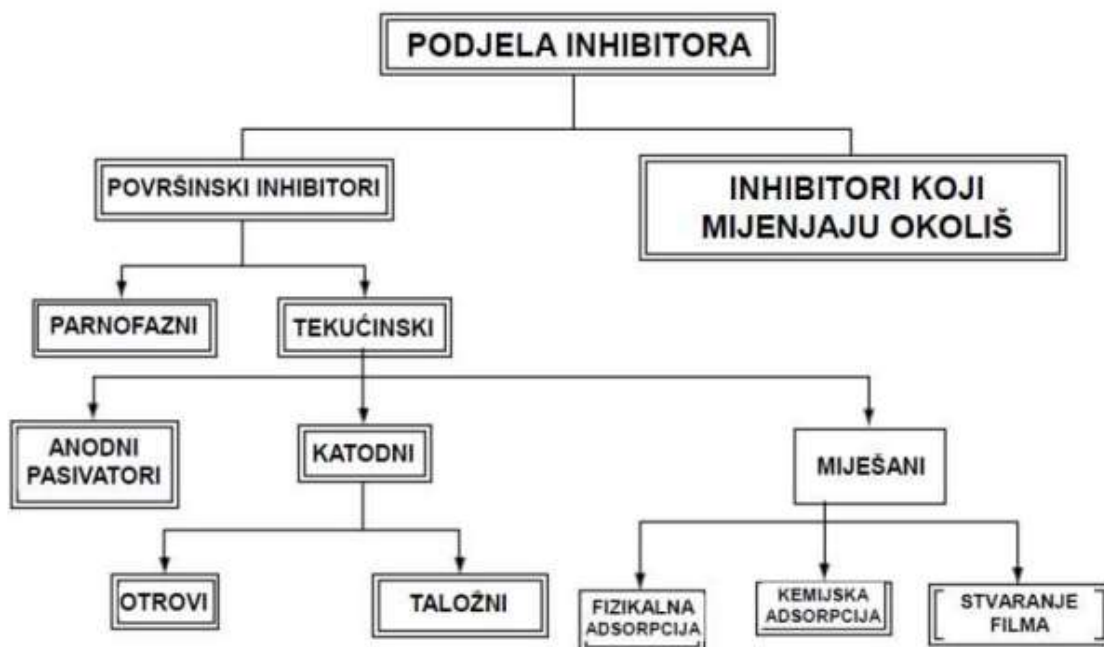 PODJELA INHIBITORA
POVRŠINSKI INHIBITORI
INHIBITORI KOJI
MIJENJAJU OKOLIŠ
PARNOFAZNI
TEKUĆINSKI
ANODNI
PASIVATORI
KATODNI
MIJEŠANI
OTROVI
TALOŽNI
FIZIKALNA
ADSORPCIJA
KEMIJSKA
ADSORPCIJA
STVARANJE
FILMA